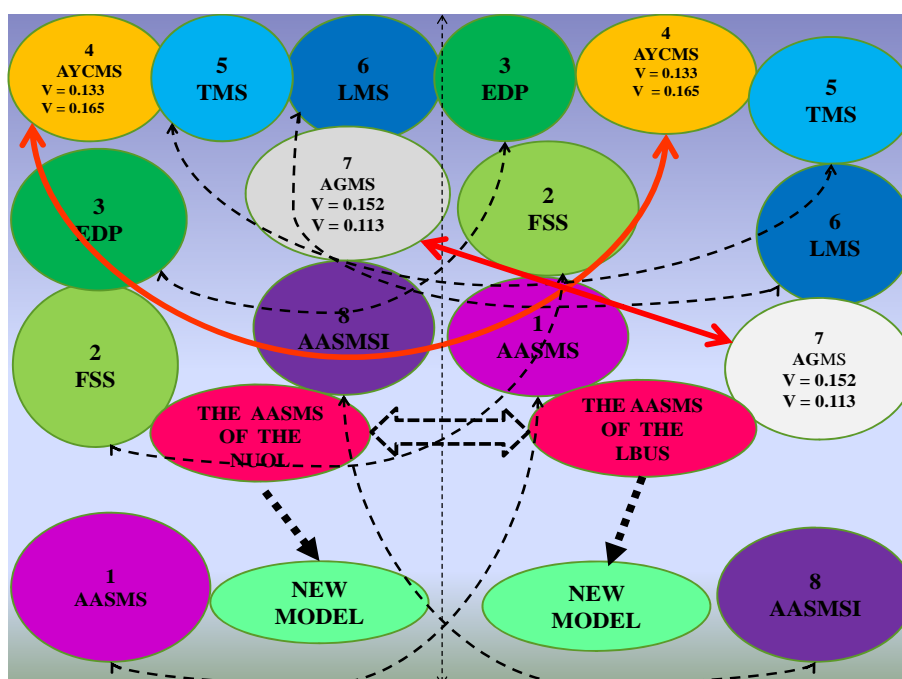 4
AYCMS
V = 0.133
V = 0.165
5
TMS
6
LMS
3
EDP
4
AYCMS
V = 0.133
V = 0.165
5
TMS
7
AGMS
V = 0.152
V = 0.113
2
FSS
3
EDP
6
LMS
8
AASMSI
1
AASMS
2
FSS
7
AGMS
V = 0.152
V = 0.113
THE AASMS
OF THE
NUOL
THE AASMS
OF THE
LBUS
1
AASMS
NEW
MODEL
NEW
MODEL
8
AASMSI